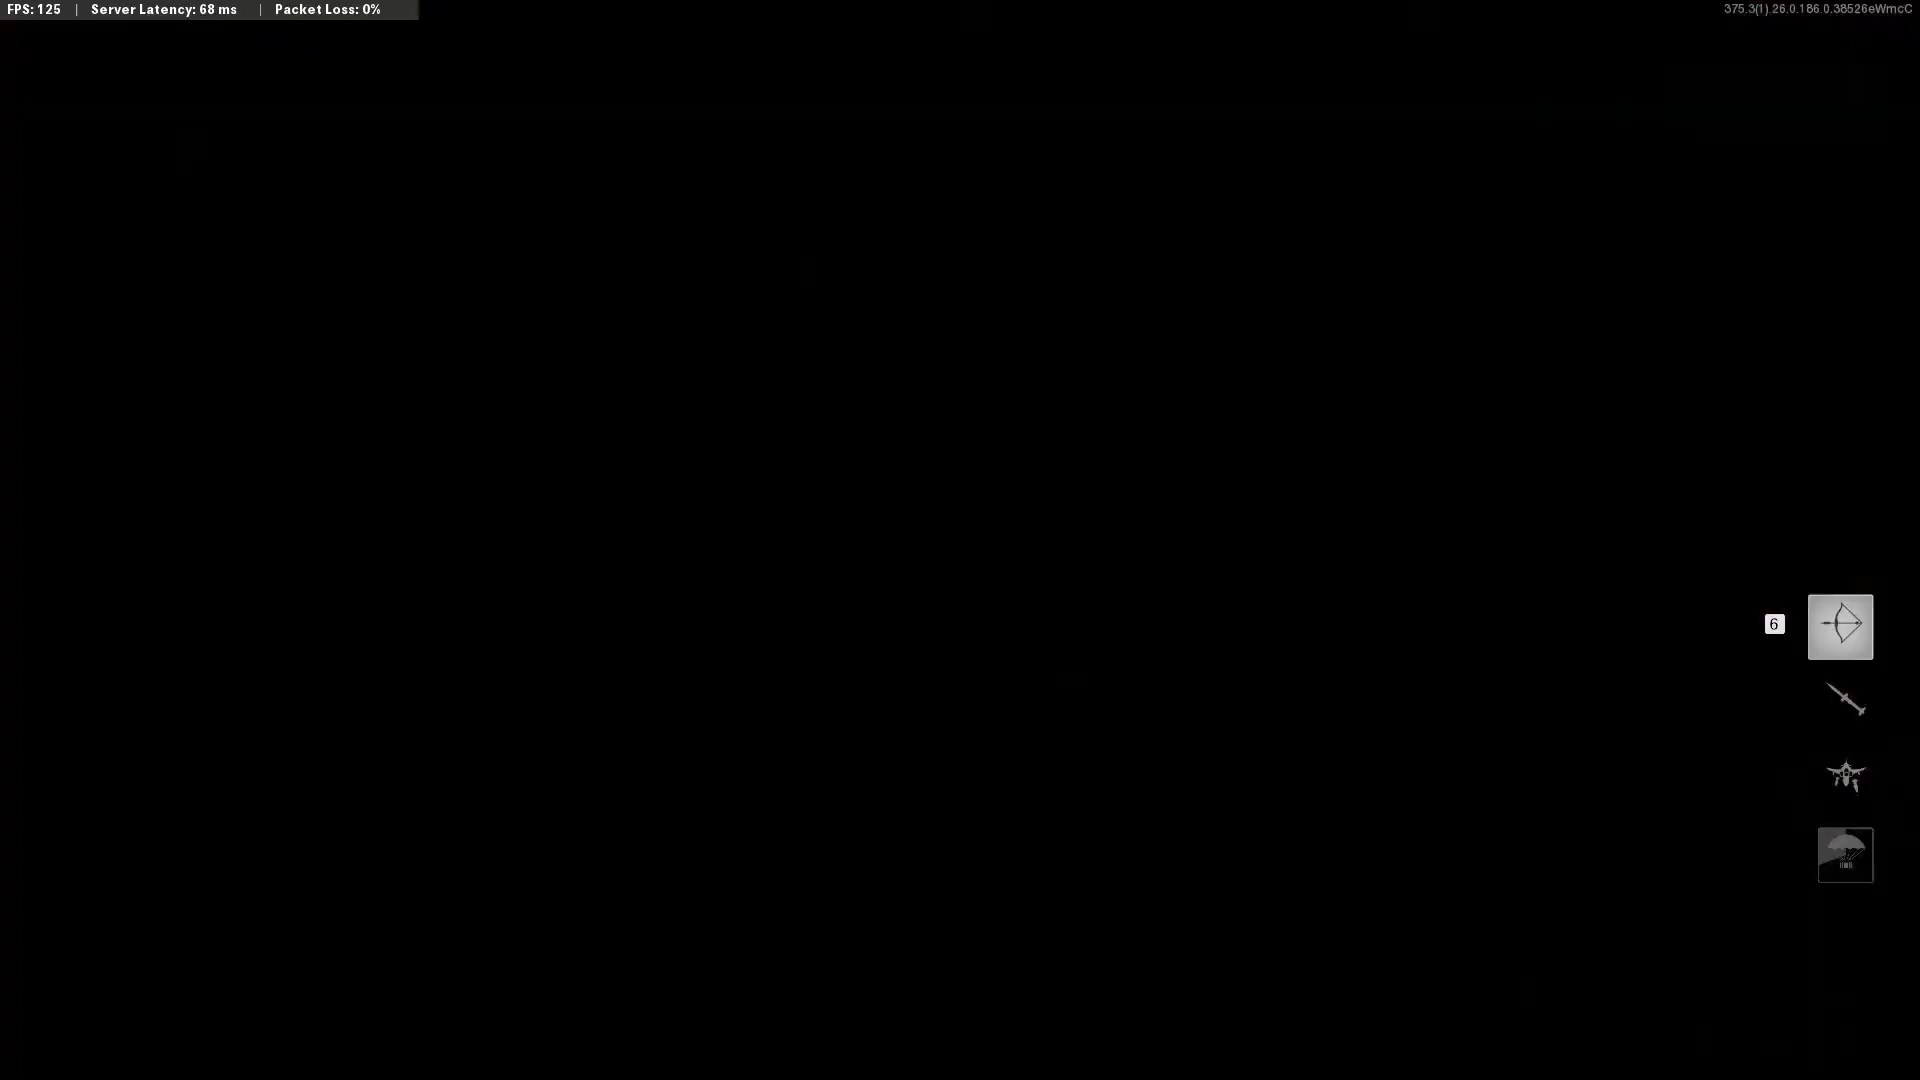 FPS: 125 | Server Latency: 68 ms | Packet Loss: 0%
375.3(1).26.0.186.0.38526eWmcC
6